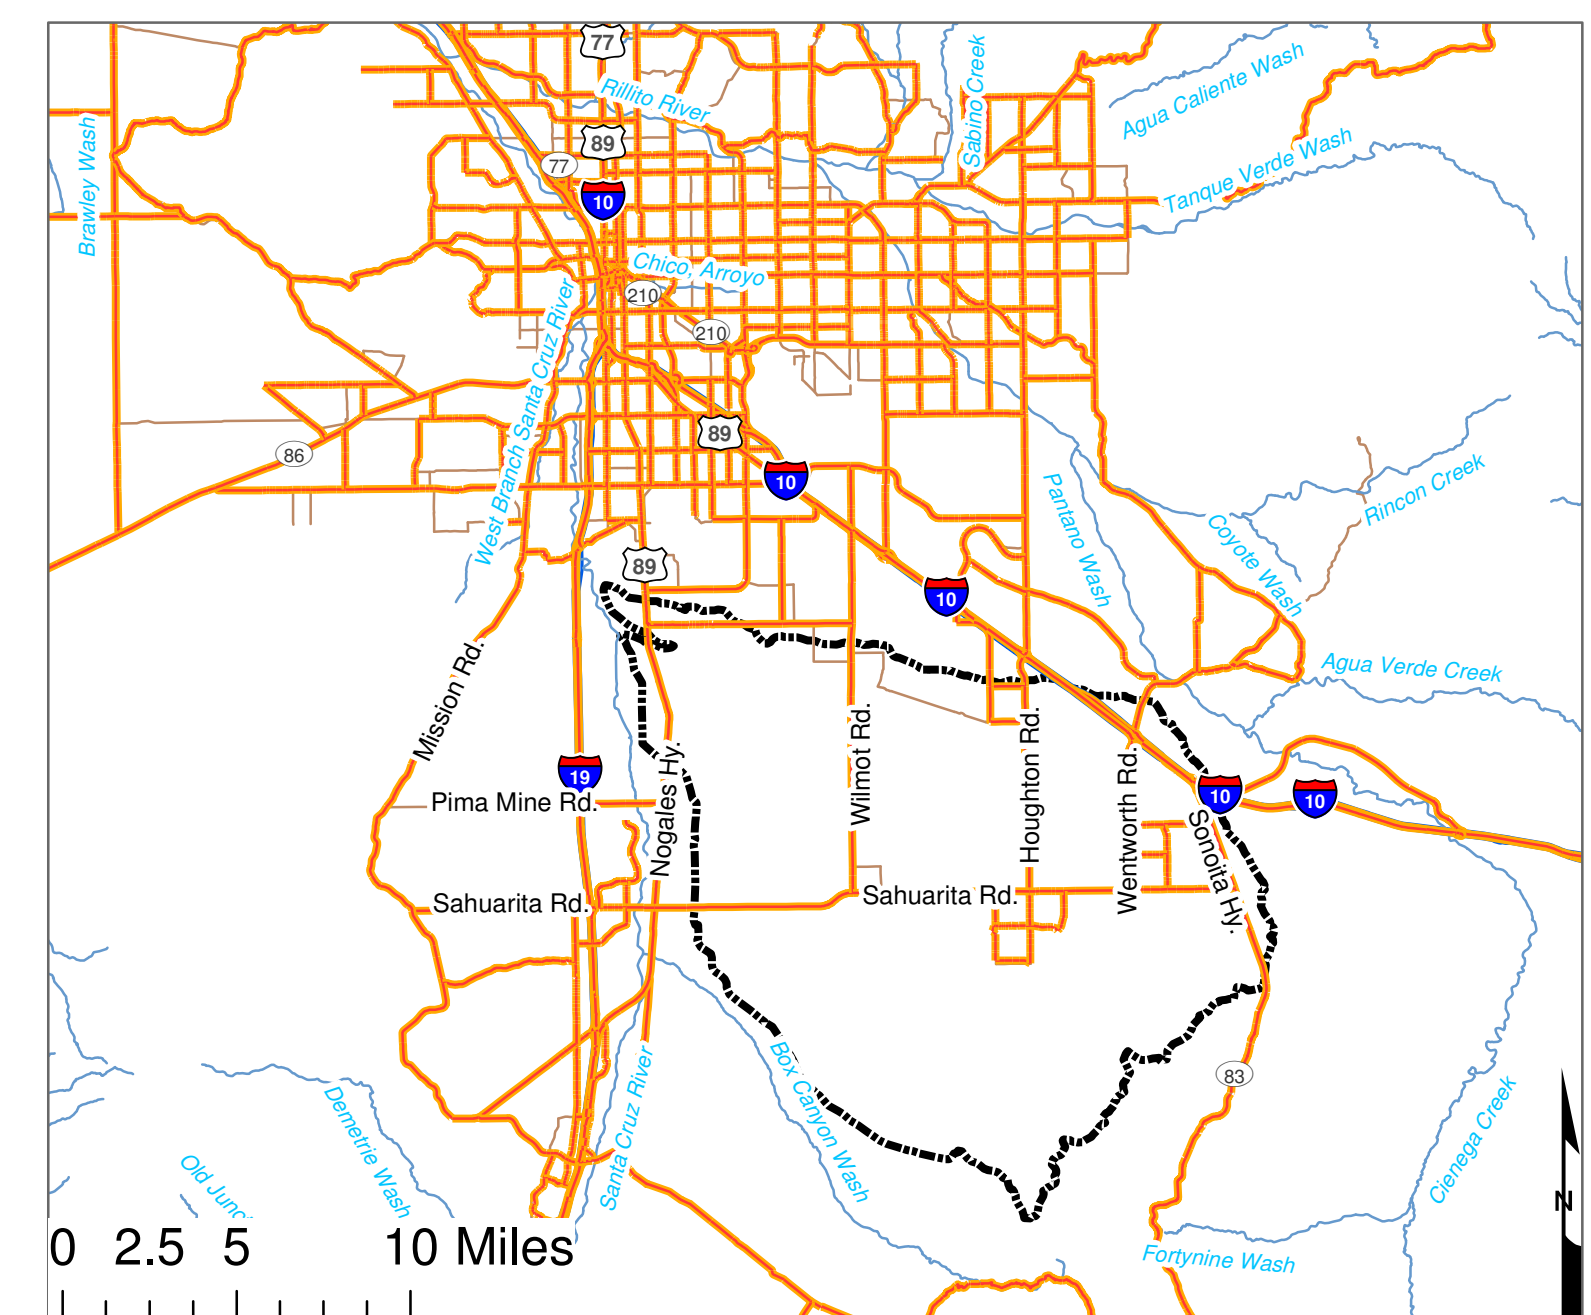 77
Sabino Creek
Agua Caliente Wash
Rillito River
89
Brawley Wash
77
Tanque Verde Wash
10
Chico, Arroyo
210
210
West Branch Santa Cruz River
89
86
10
Rincon Creek
Pantano Wash
Coyote Wash
89
10
Agua Verde Creek
Mission Rd.
Wilmot Rd.
Houghton Rd.
19
Nogales Hy.
Wentworth Rd.
10
10
Pima Mine Rd.
Sonoita Hy.
Sahuarita Rd.
Sahuarita Rd.
Box Canyon Wash
83
Santa Cruz River
Demetrie Wash
Cienega Creek
Old Junc
N
Fortynine Wash
0 2.5 5 10 Miles